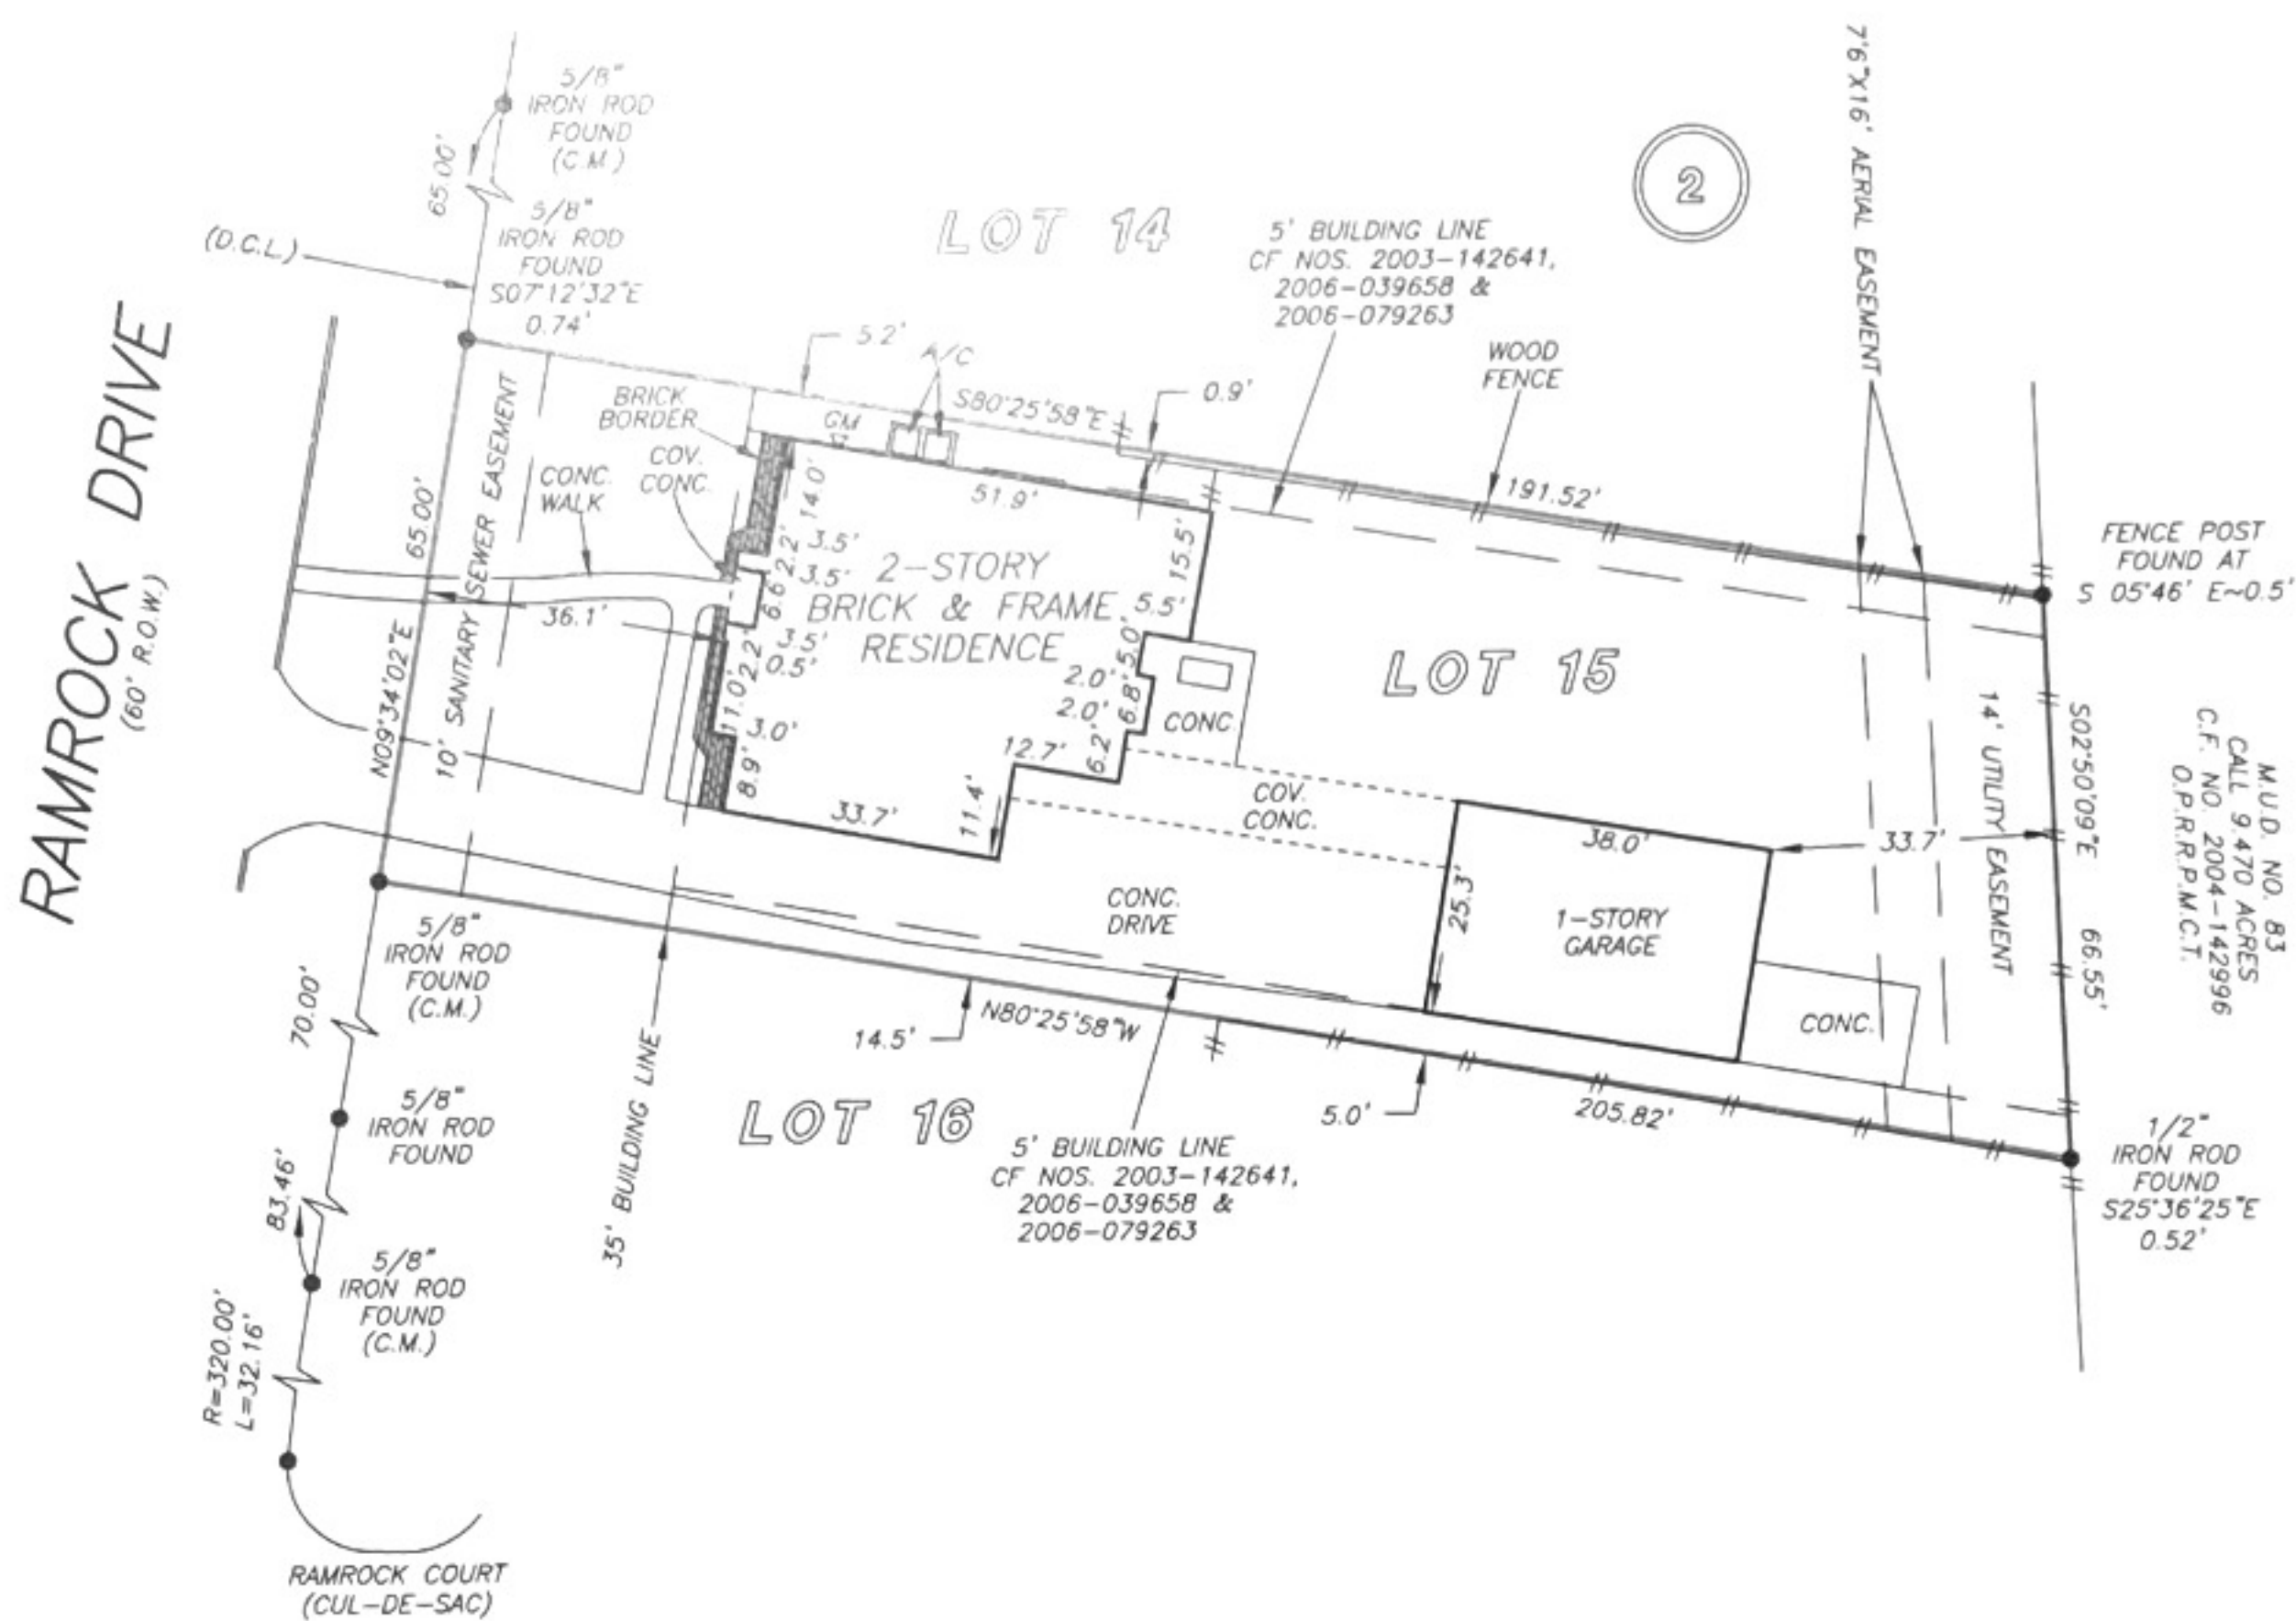 5/8"
IRON ROD
FOUND
(C.M.)
65.00'
5/8"
IRON ROD
FOUND
S07°12'32"E
0.74'
(D.C.L.)
LOT 14
2
7'6"X16' AERIAL EASEMENT
5' BUILDING LINE
CF NOS. 2003-142641,
2006-039658 &
2006-079263
WOOD
FENCE
RAMROCK DRIVE
(60' R.O.W.)
5.2'
A/C
S80°25'58"E
0.9'
191.52'
BRICK
BORDER
GM
COV.
CONC.
CONC.
WALK
N09°34'02"E
65.00'
10' SANITARY SEWER EASEMENT
36.1'
14.0'
51.9'
3.5'
2.2'
3.5'
6.6'
3.5'
2.2'
0.5'
11.0'
3.0'
8.9'
2-STORY
BRICK & FRAME
RESIDENCE
15.5'
5.5'
5.0'
2.0'
6.8'
2.0'
6.2'
12.7'
11.4'
33.7'
CONC
LOT 15
FENCE POST
FOUND AT
S 05°46' E~0.5'
14' UTILITY EASEMENT
S02°50'09"E
66.55'
M.U.D. NO. 83
CALL 9.470 ACRES
C.F. NO. 2004-142996
O.P.R.R.P.M.C.T.
COV.
CONC.
38.0'
33.7'
25.3'
1-STORY
GARAGE
CONC.
DRIVE
CONC.
5/8"
IRON ROD
FOUND
(C.M.)
70.00'
14.5'
N80°25'58"W
35' BUILDING LINE
LOT 16
5' BUILDING LINE
CF NOS. 2003-142641,
2006-039658 &
2006-079263
5.0'
205.82'
1/2"
IRON ROD
FOUND
S25°36'25"E
0.52'
5/8"
IRON ROD
FOUND
83.46'
5/8"
IRON ROD
FOUND
(C.M.)
R=320.00'
L=32.16'
RAMROCK COURT
(CUL-DE-SAC)